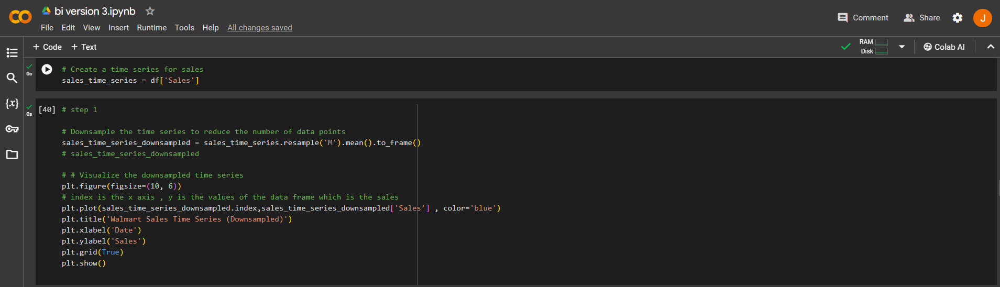 bi version 3.ipynb
File Edit View Insert Runtime Tools Help All changes saved
Comment Share J
+ Code + Text
RAM
Disk
Colab AI
0s
# Create a time series for sales
sales_time_series = df['Sales']
{x}
0s
[40] # step 1
# Downsample the time series to reduce the number of data points
sales_time_series_downsampled = sales_time_series.resample('M').mean().to_frame()
# sales_time_series_downsampled
# # Visualize the downsampled time series
plt.figure(figsize=(10, 6))
# index is the x axis , y is the values of the data frame which is the sales
plt.plot(sales_time_series_downsampled.index,sales_time_series_downsampled['Sales'] , color='blue')
plt.title('Walmart Sales Time Series (Downsampled)')
plt.xlabel('Date')
plt.ylabel('Sales')
plt.grid(True)
plt.show()